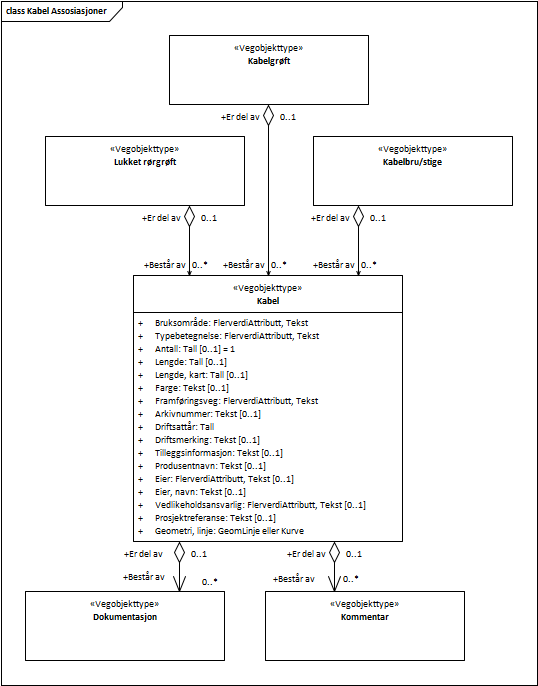 class Kabel Assosiasjoner
«Vegobjekttype»
Kabelgrøft
+Er del av 0..1
«Vegobjekttype»
Lukket rørgrøft
«Vegobjekttype»
Kabelbru/stige
+Er del av 0..1
+Er del av 0..1
+Består av 0..*
+Består av 0..*
+Består av 0..*
«Vegobjekttype»
Kabel
+ Bruksområde: FlerverdiAttributt, Tekst
+ Typebetegnelse: FlerverdiAttributt, Tekst
+ Antall: Tall [0..1] = 1
+ Lengde: Tall [0..1]
+ Lengde, kart: Tall [0..1]
+ Farge: Tekst [0..1]
+ Framføringsveg: FlerverdiAttributt, Tekst
+ Arkivnummer: Tekst [0..1]
+ Driftsattår: Tall
+ Driftsmerking: Tekst [0..1]
+ Tilleggsinformasjon: Tekst [0..1]
+ Produsentnavn: Tekst [0..1]
+ Eier: FlerverdiAttributt, Tekst [0..1]
+ Eier, navn: Tekst [0..1]
+ Vedlikeholdsansvarlig: FlerverdiAttributt, Tekst [0..1]
+ Prosjektreferanse: Tekst [0..1]
+ Geometri, linje: GeomLinje eller Kurve
+Er del av 0..1
+Er del av 0..1
+Består av 0..*
+Består av 0..*
«Vegobjekttype»
Dokumentasjon
«Vegobjekttype»
Kommentar